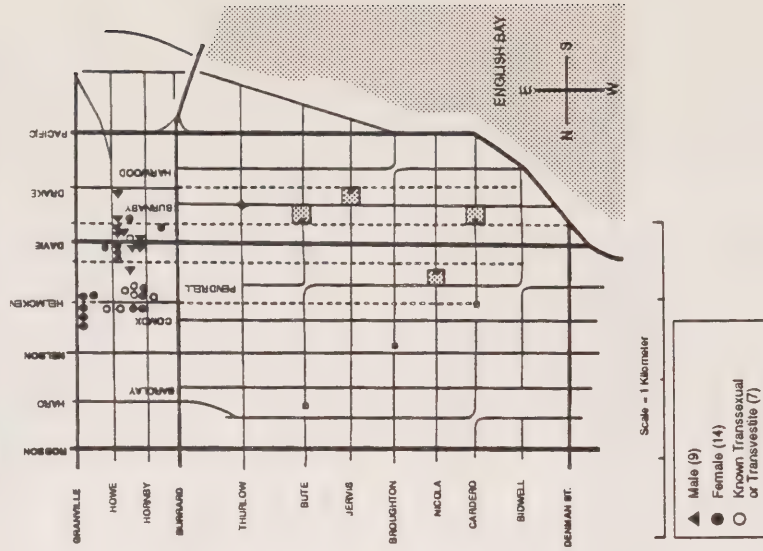 ROBSON
HARO
BARCLAY
NELSON
COMOX
HELMCKEN
PENDRELL
DAVIE
BURNABY
DRAKE
HARWOOD
PACIFIC
GRANVILLE
HOWE
HORNBY
BURRARD
THURLOW
BUTE
JERVIS
BROUGHTON
NICOLA
CARDERO
BIDWELL
DENMAN ST.
ENGLISH BAY
E
N
S
W
Scale = 1 Kilometer
Male (9)
Female (14)
Known Transsexual
or Transvestite (7)